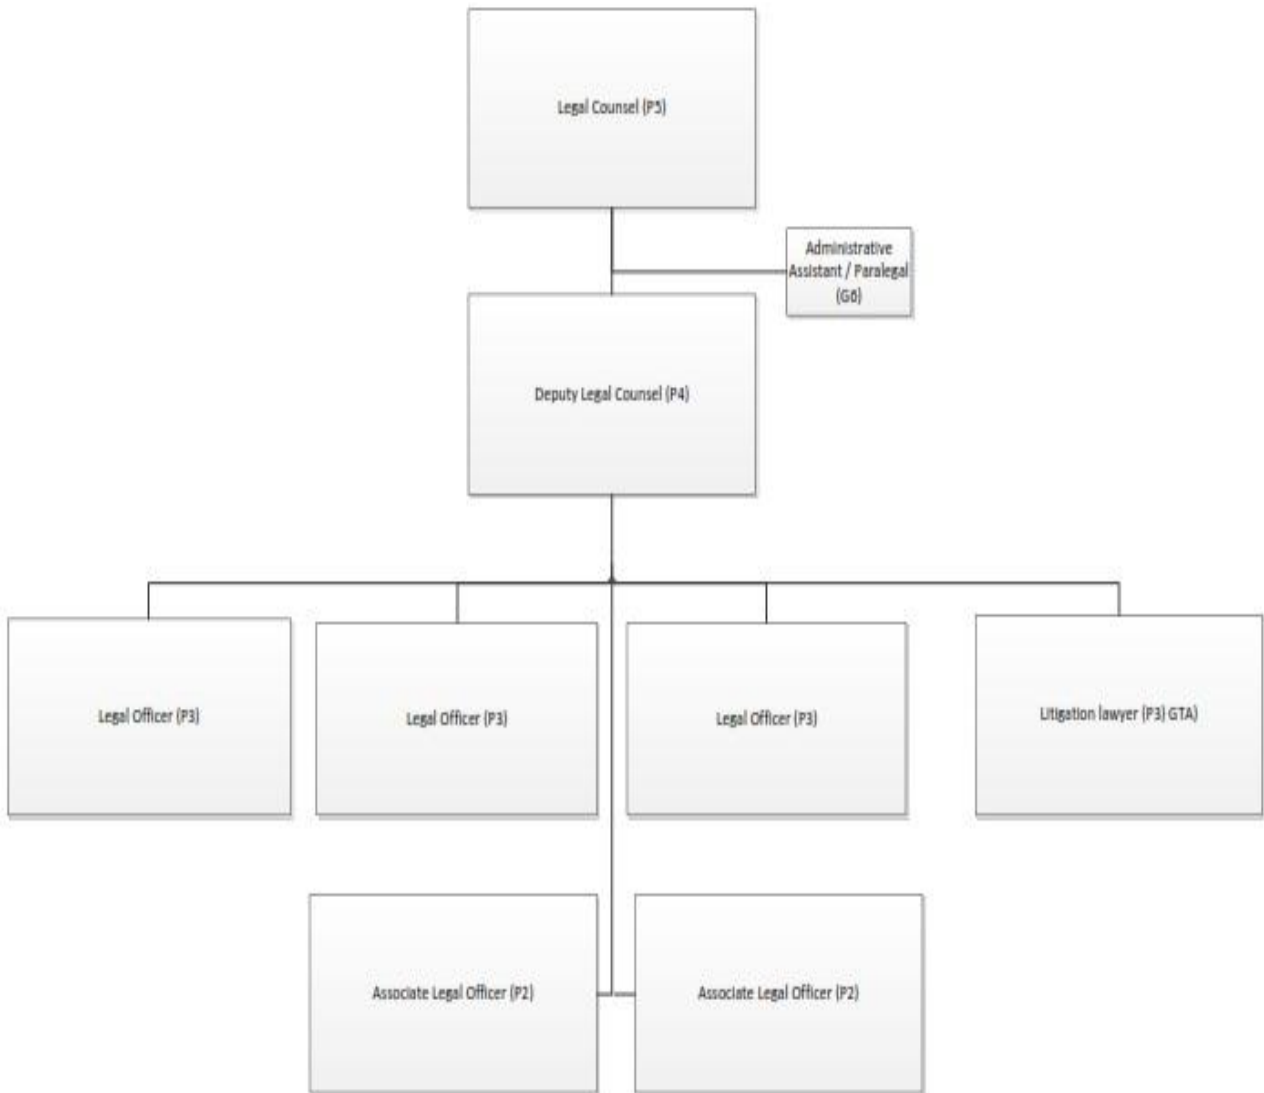 Legal Counsel (P5)
Administrative
Assistant / Paralegal
(G6)
Deputy Legal Counsel (P4)
Legal Officer (P3)
Legal Officer (P3)
Legal Officer (P3)
Litigation lawyer (P3) GTA)
Associate Legal Officer (P2)
Associate Legal Officer (P2)